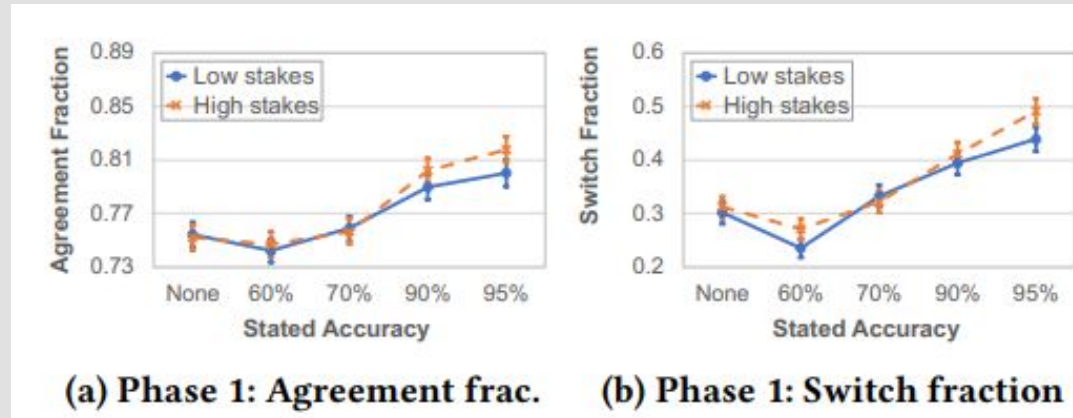 Agreement Fraction
0.89
0.85
0.81
0.77
0.73
Low stakes
High stakes
None 60% 70% 90% 95%
Stated Accuracy
(a) Phase 1: Agreement frac.
Switch Fraction
0.6
0.5
0.4
0.3
0.2
Low stakes
High stakes
None 60% 70% 90% 95%
Stated Accuracy
(b) Phase 1: Switch fraction